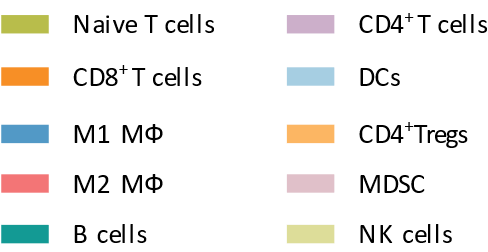 Naive T cells
CD4⁺ T cells
CD8⁺ T cells
DCs
M1 MΦ
CD4⁺Tregs
M2 MΦ
MDSC
B cells
NK cells